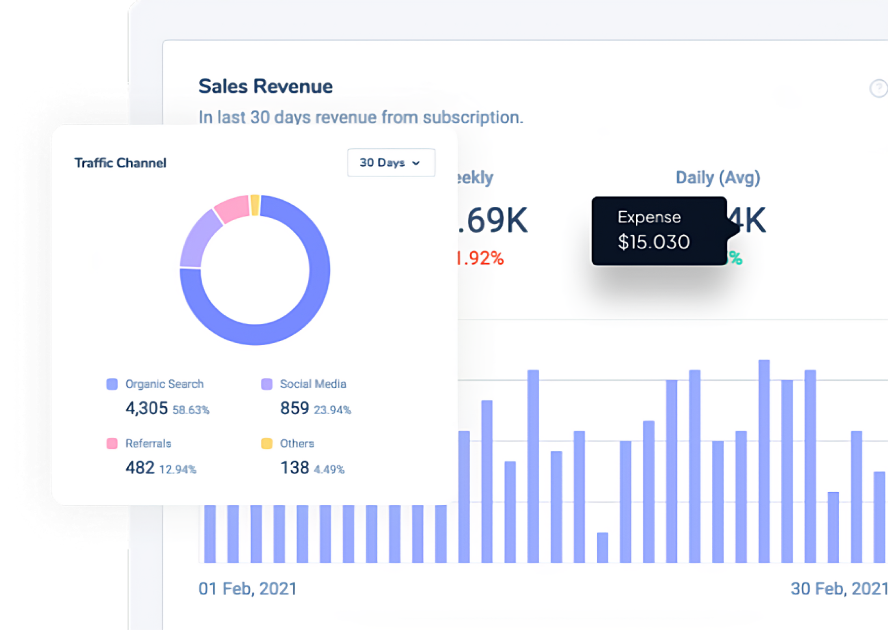 Sales Revenue
In last 30 days revenue from subscription.
Traffic Channel
30 Days
Organic Search
4,305 58.63%
Social Media
859 23.94%
Referrals
482 12.94%
Others
138 4.49%
eekly
.69K
1.92%
Daily (Avg)
4K
%
Expense
$15.030
?
01 Feb, 2021
30 Feb, 2021